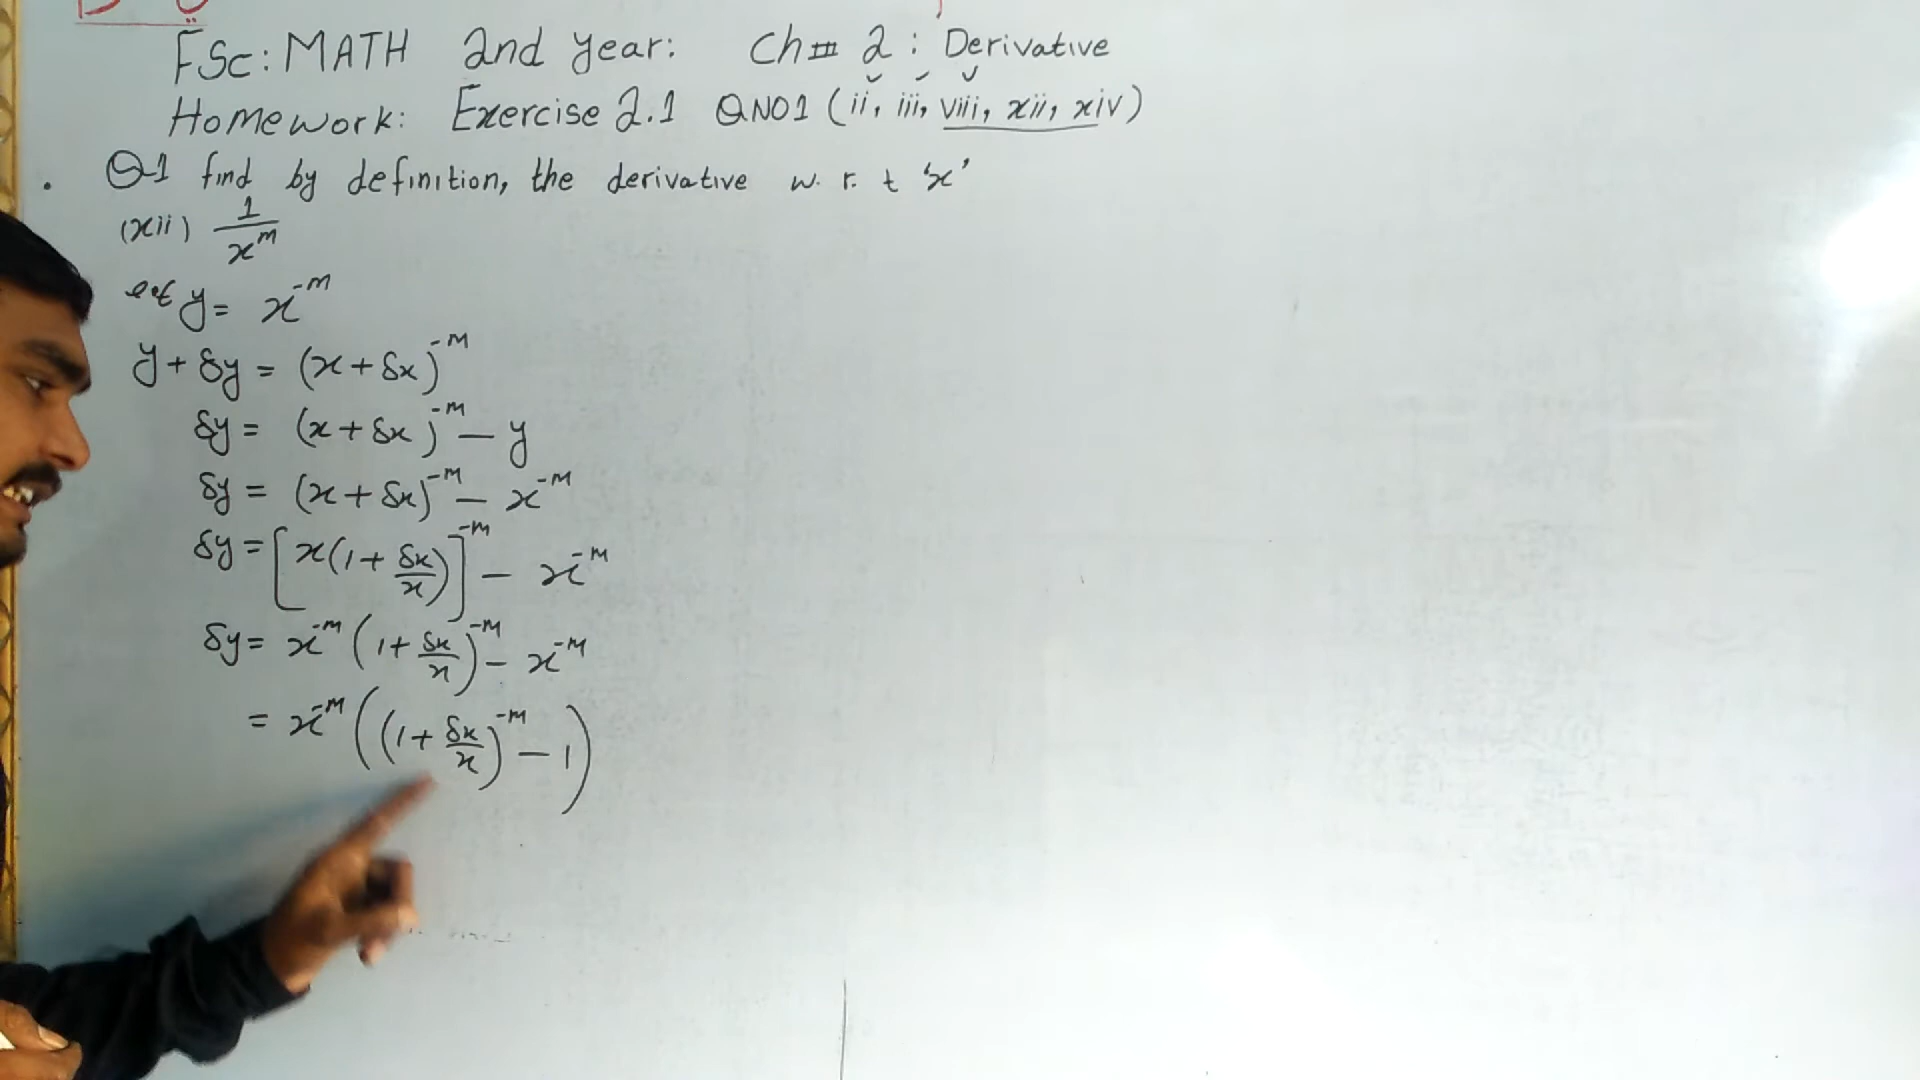 FSc: MATH 2nd year: Ch # 2 : Derivative
Homework: Exercise 2.1 QNO1 (ii, iii, viii, xii, xiv)
Q1 find by definition, the derivative w. r. t 'x'
(xii) 1/x^m
let y = x^-m
y + δy = (x + δx)^-m
δy = (x + δx)^-m - y
δy = (x + δx)^-m - x^-m
δy = [x(1 + δx/x)]^-m - x^-m
δy = x^-m (1 + δx/x)^-m - x^-m
= x^-m ((1 + δx/x)^-m - 1)